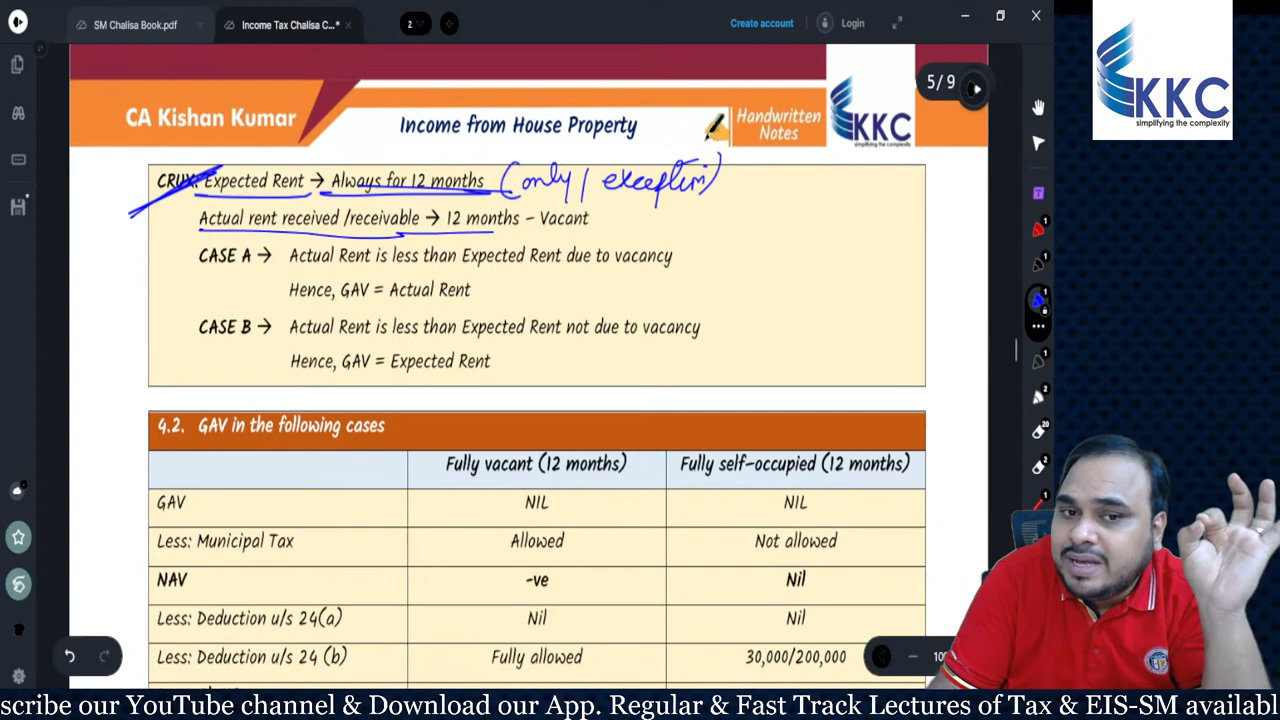 SM Chalisa Book.pdf
Income Tax Chalisa C...*
2
Create account
Login
KKC
simplifying the complexity
5 / 9
CA Kishan Kumar
Income from House Property
Handwritten
Notes
KKC
simplifying the complexity
CRUX: Expected Rent → Always for 12 months (only / exception)
Actual rent received /receivable → 12 months – Vacant
CASE A → Actual Rent is less than Expected Rent due to vacancy
Hence, GAV = Actual Rent
CASE B → Actual Rent is less than Expected Rent not due to vacancy
Hence, GAV = Expected Rent
4.2. GAV in the following cases
Fully vacant (12 months) Fully self-occupied (12 months)
GAV NIL NIL
Less: Municipal Tax Allowed Not allowed
NAV -ve Nil
Less: Deduction u/s 24(a) Nil Nil
Less: Deduction u/s 24 (b) Fully allowed 30,000/200,000
scribe our YouTube channel & Download our App. Regular & Fast Track Lectures of Tax & EIS-SM availabl